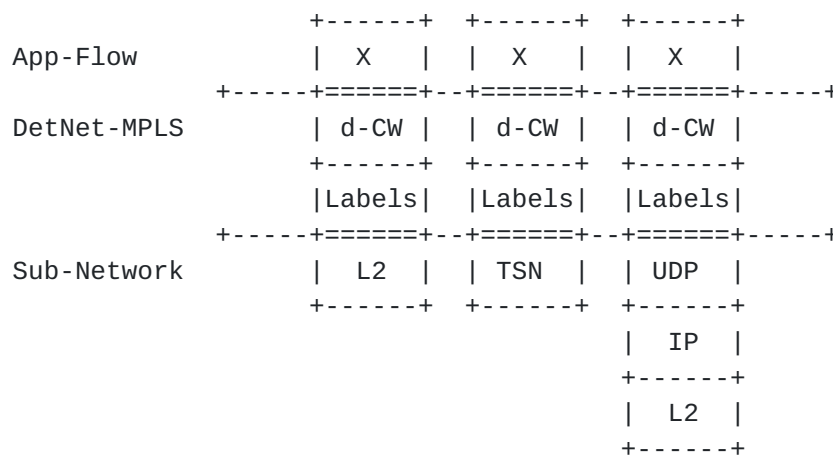 +------+  +------+  +------+
App-Flow              |  X   |  |  X   |  |  X   |
                +-----+======+--+======+--+======+-----+
DetNet-MPLS           | d-CW |  | d-CW |  | d-CW |
                      +------+  +------+  +------+
                      |Labels|  |Labels|  |Labels|
                +-----+======+--+======+--+======+-----+
Sub-Network           |  L2  |  | TSN  |  | UDP  |
                      +------+  +------+  +------+
                                          |  IP  |
                                          +------+
                                          |  L2  |
                                          +------+